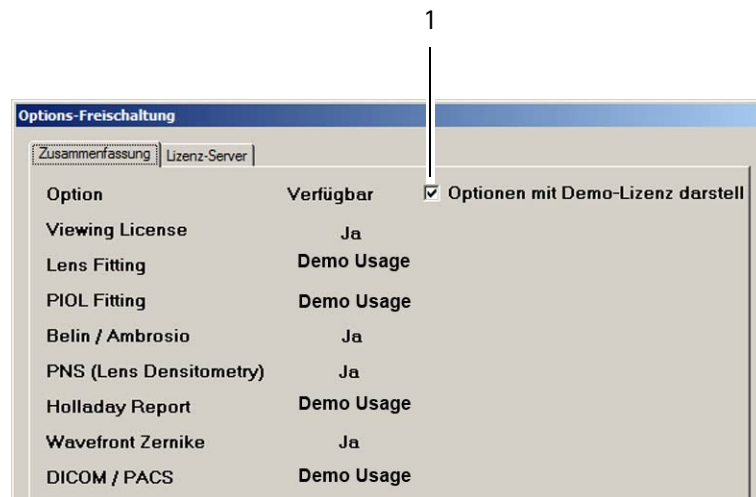 1
Options-Freischaltung
Zusammenfassung Lizenz-Server
Option Verfügbar Optionen mit Demo-Lizenz darstell
Viewing License Ja
Lens Fitting Demo Usage
PIOL Fitting Demo Usage
Belin / Ambrosio Ja
PNS (Lens Densitometry) Ja
Holladay Report Demo Usage
Wavefront Zernike Ja
DICOM / PACS Demo Usage